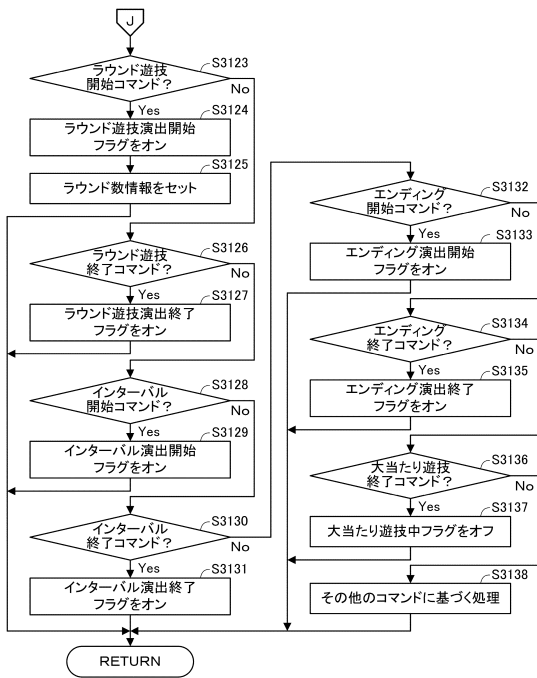 J
ラウンド遊技
開始コマンド？
S3123
No
Yes
S3124
ラウンド遊技演出開始
フラグをオン
S3125
ラウンド数情報をセット
ラウンド遊技
終了コマンド？
S3126
No
Yes
S3127
ラウンド遊技演出終了
フラグをオン
インターバル
開始コマンド？
S3128
No
Yes
S3129
インターバル演出開始
フラグをオン
インターバル
終了コマンド？
S3130
No
Yes
S3131
インターバル演出終了
フラグをオン
RETURN
エンディング
開始コマンド？
S3132
No
Yes
S3133
エンディング演出開始
フラグをオン
エンディング
終了コマンド？
S3134
No
Yes
S3135
エンディング演出終了
フラグをオン
大当たり遊技
終了コマンド？
S3136
No
Yes
S3137
大当たり遊技中フラグをオフ
S3138
その他のコマンドに基づく処理